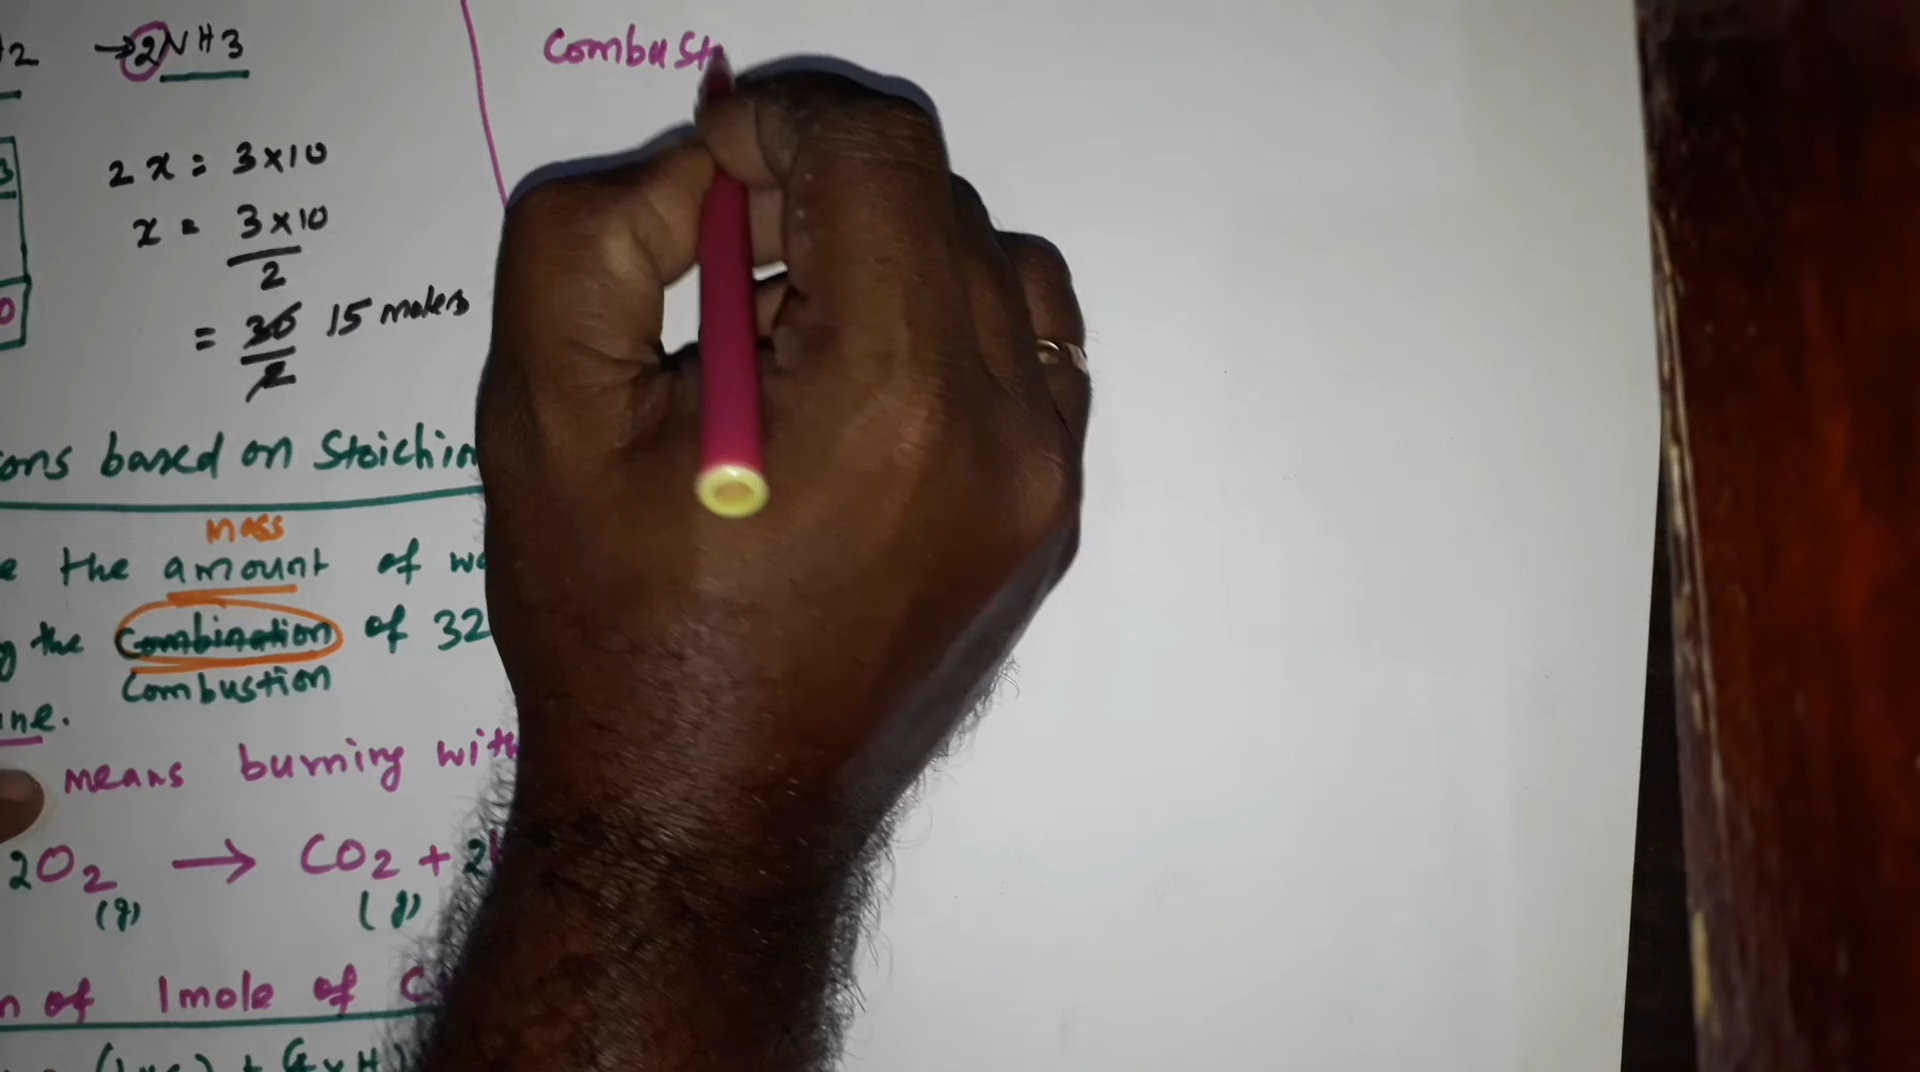 →2NH3
2x = 3×10
x = 3×10
2
= 30 15 moles
2
ons based on Stoichio
mass
the amount of wa
the combination of 32
Combustion
ne.
means burning with
2O2 → CO2 + 2
(g) (g)
of 1mole of C
Combust